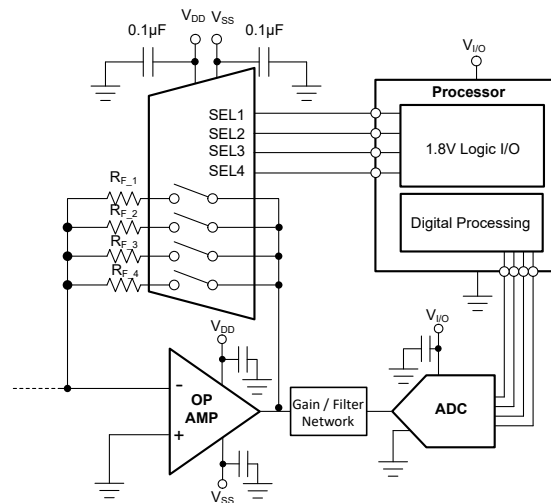 V_DD V_SS
0.1µF 0.1µF
V_I/O
Processor
SEL1
SEL2
SEL3
SEL4
1.8V Logic I/O
R_F_1
R_F_2
R_F_3
R_F_4
Digital Processing
V_DD
V_I/O
-
OP
AMP
+
Gain / Filter
Network
ADC
V_SS